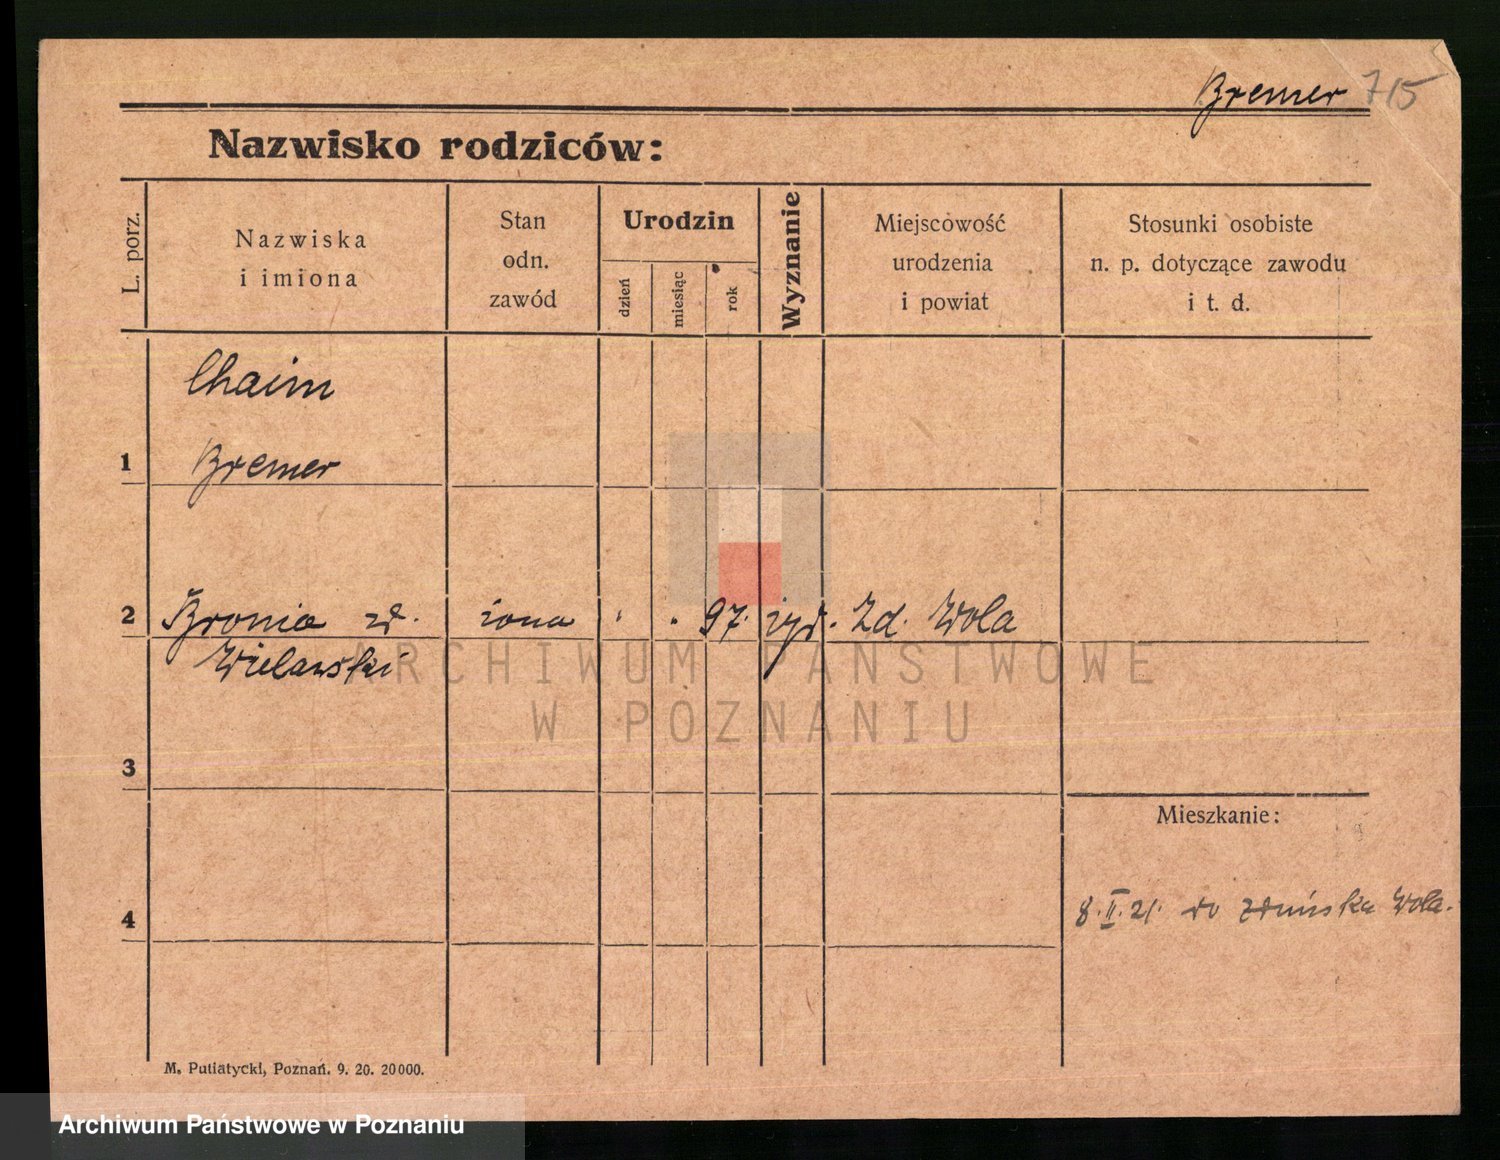 Bremer 715
Nazwisko rodziców:
L. porz.
Nazwiska
i imiona
Stan
odn.
zawód
Urodzin
dzień
miesiąc
rok
Wyznanie
Miejscowość
urodzenia
i powiat
Stosunki osobiste
n. p. dotyczące zawodu
i t. d.
Chaim
1 Bremer
2 Bronia zd. żona 97. żyd. Zd. Wola
Wielawski
ARCHIWUM PAŃSTWOWE
W POZNANIU
3
Mieszkanie:
4
8.II.21. do Zduńska Wola.
M. Putiatycki, Poznań. 9. 20. 20000.
Archiwum Państwowe w Poznaniu